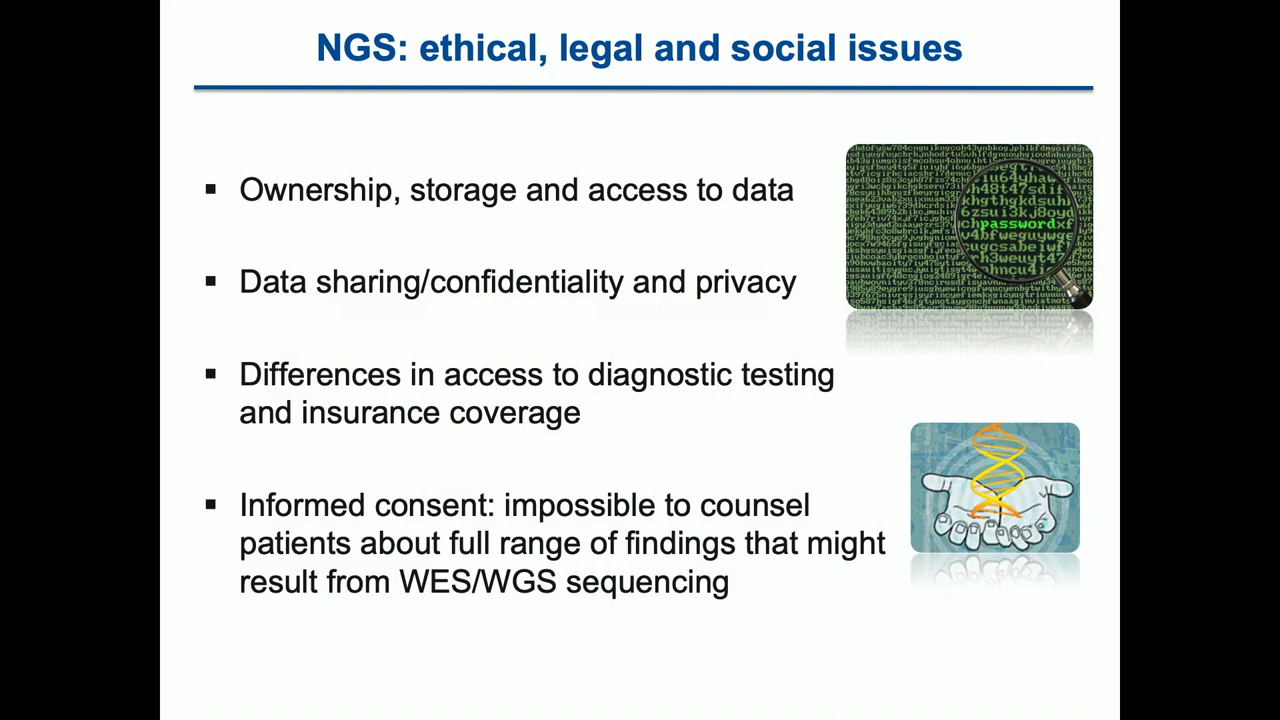 NGS: ethical, legal and social issues
▪ Ownership, storage and access to data
▪ Data sharing/confidentiality and privacy
▪ Differences in access to diagnostic testing
and insurance coverage
▪ Informed consent: impossible to counsel
patients about full range of findings that might
result from WES/WGS sequencing
password